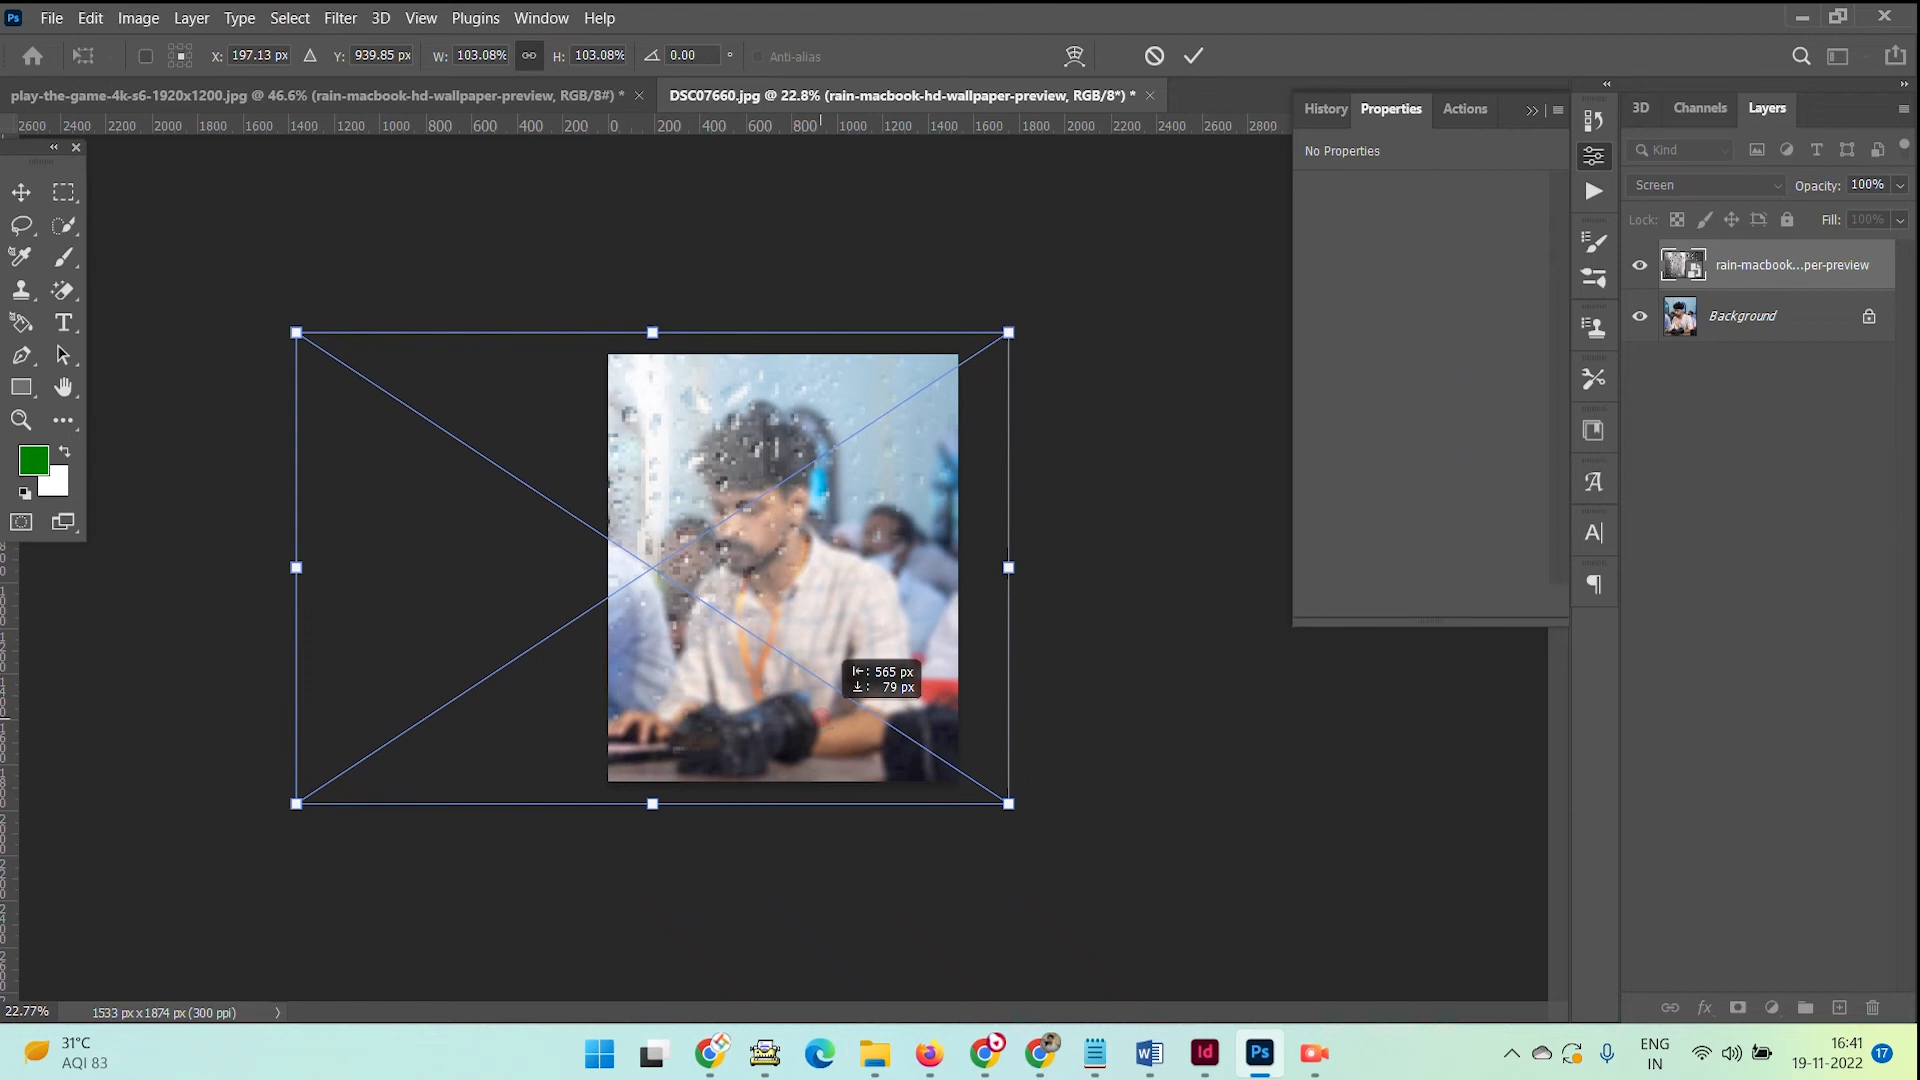 Ps File Edit Image Layer Type Select Filter 3D View Plugins Window Help
X: 197.13 px Y: 939.85 px W: 103.08% H: 103.08% 0.00 ° Anti-alias
play-the-game-4k-s6-1920x1200.jpg @ 46.6% (rain-macbook-hd-wallpaper-preview, RGB/8#) *
DSC07660.jpg @ 22.8% (rain-macbook-hd-wallpaper-preview, RGB/8*) *
2600 2400 2200 2000 1800 1600 1400 1200 1000 800 600 400 200 0 200 400 600 800 1000 1200 1400 1600 1800 2000 2200 2400 2600 2800
History Properties Actions
No Properties
3D Channels Layers
Kind
Screen Opacity: 100%
Lock: Fill: 100%
rain-macbook...per-preview
Background
: 565 px
: 79 px
22.77% 1533 px x 1874 px (300 ppi)
31°C
AQI 83
Id Ps
ENG
IN
16:41
19-11-2022
17